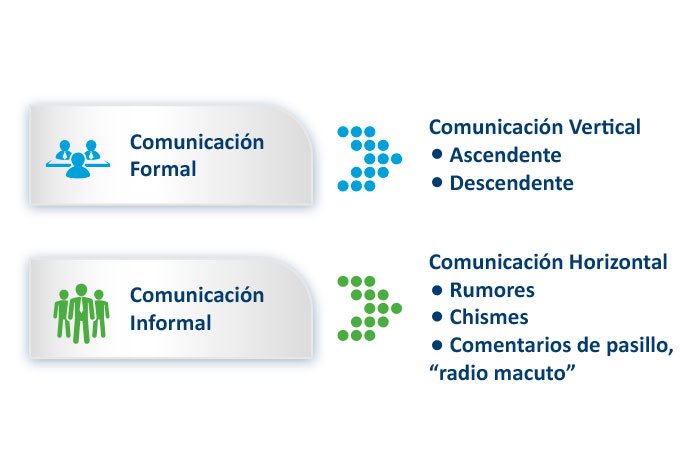 Comunicación
Formal
Comunicación Vertical
• Ascendente
• Descendente
Comunicación
Informal
Comunicación Horizontal
• Rumores
• Chismes
• Comentarios de pasillo,
“radio macuto”